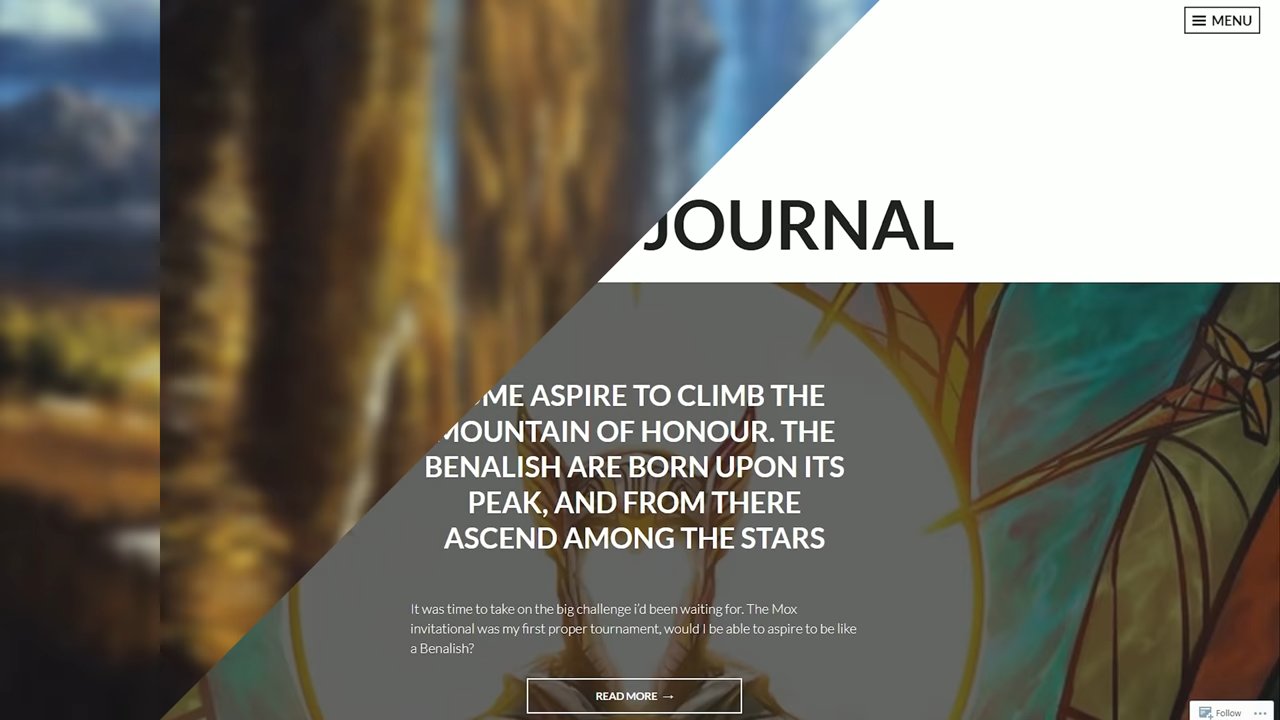 MENU
JOURNAL
ASPIRE TO CLIMB THE
MOUNTAIN OF HONOUR. THE
BENALISH ARE BORN UPON ITS
PEAK, AND FROM THERE
ASCEND AMONG THE STARS
It was time to take on the big challenge i'd been waiting for. The Mox
invitational was my first proper tournament, would I be able to aspire to be like
a Benalish?
READ MORE →
Follow